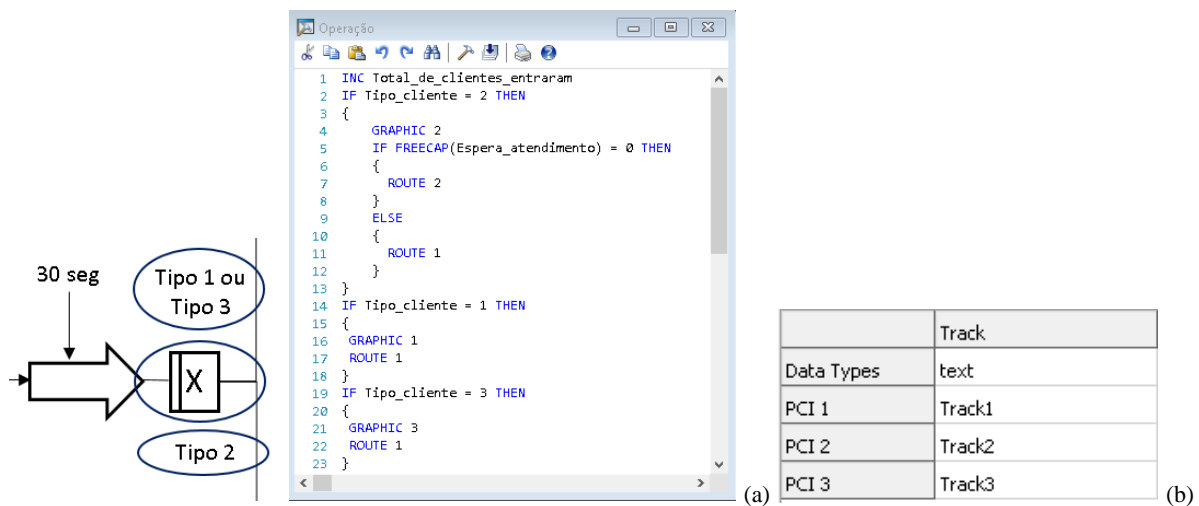 30 seg
Tipo 1 ou
Tipo 3
X
Tipo 2
Operação
1 INC Total_de_clientes_entraram
2 IF Tipo_cliente = 2 THEN
3 {
4 GRAPHIC 2
5 IF FREECAP(Espera_atendimento) = 0 THEN
6 {
7 ROUTE 2
8 }
9 ELSE
10 {
11 ROUTE 1
12 }
13 }
14 IF Tipo_cliente = 1 THEN
15 {
16 GRAPHIC 1
17 ROUTE 1
18 }
19 IF Tipo_cliente = 3 THEN
20 {
21 GRAPHIC 3
22 ROUTE 1
23 }
(a)
Track
Data Types text
PCI 1 Track1
PCI 2 Track2
PCI 3 Track3
(b)